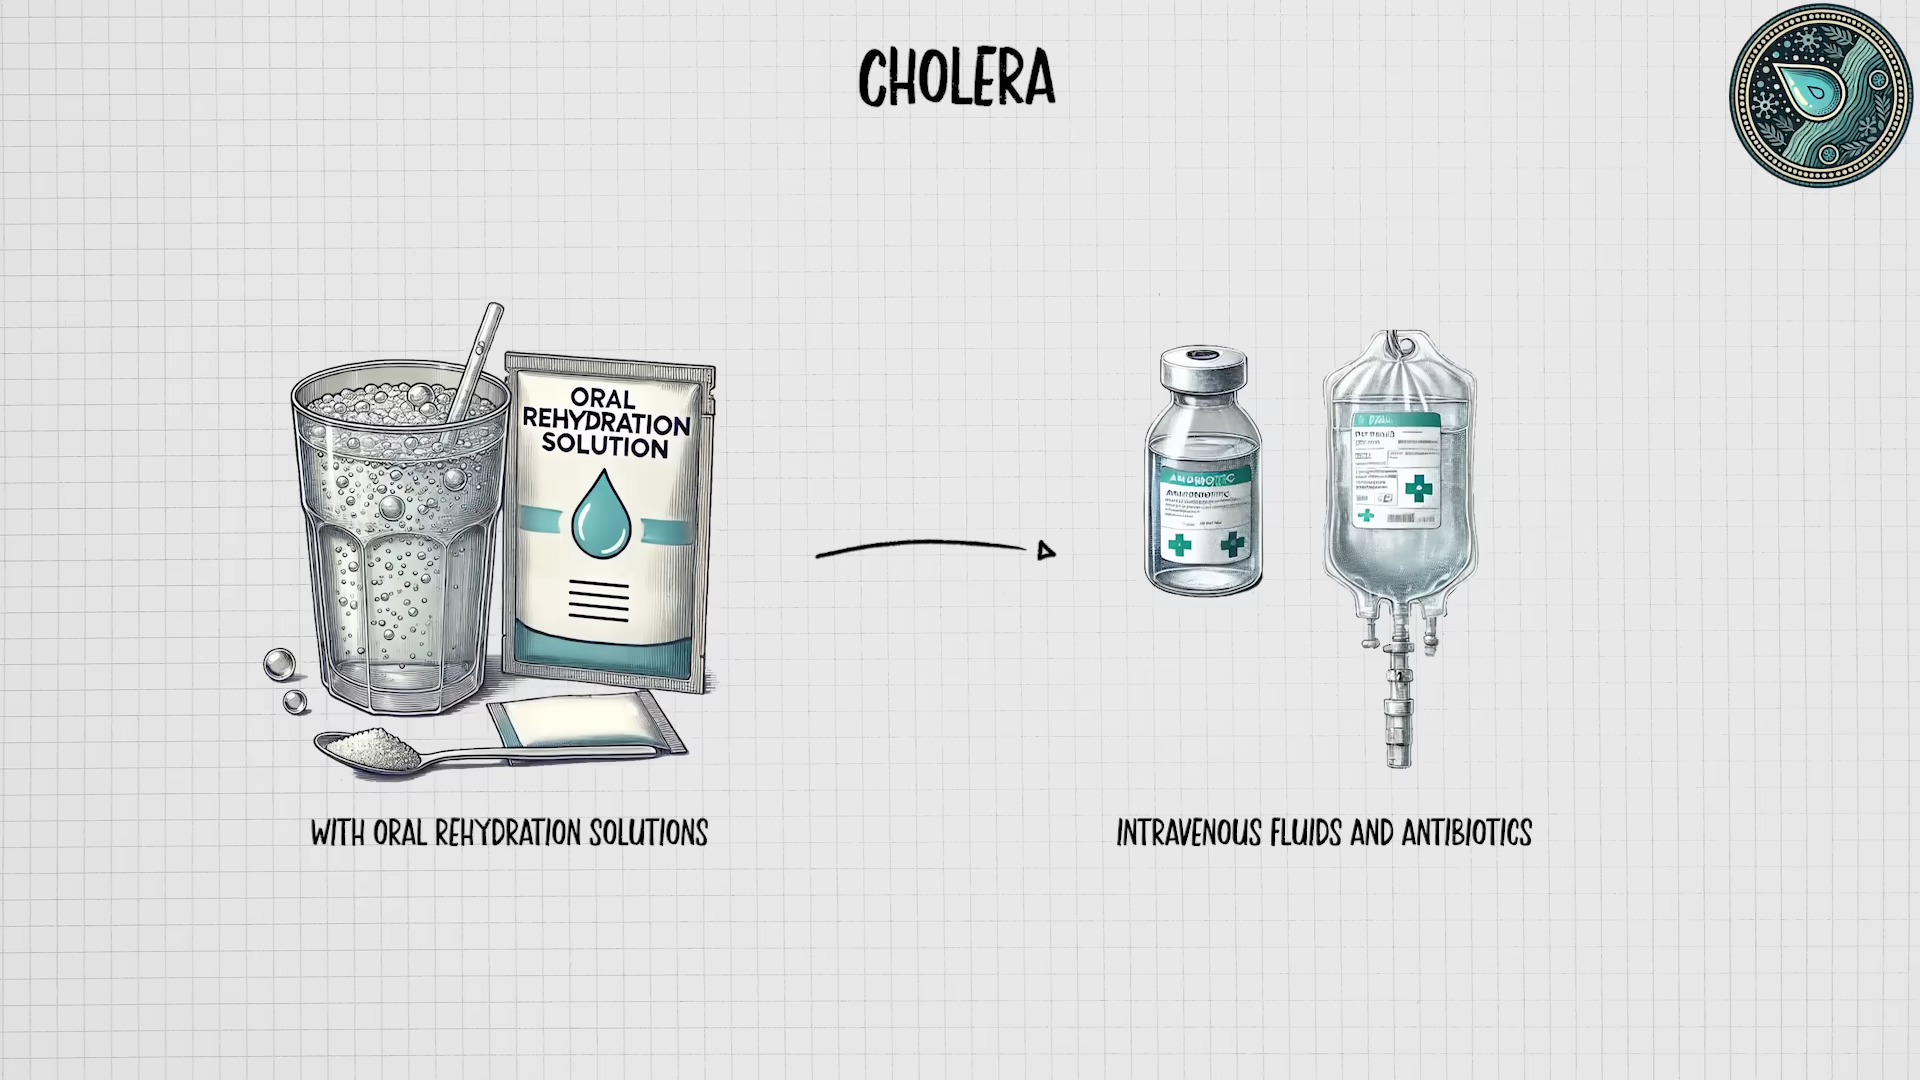 CHOLERA
ORAL
REHYDRATION
SOLUTION
WITH ORAL REHYDRATION SOLUTIONS
INTRAVENOUS FLUIDS AND ANTIBIOTICS